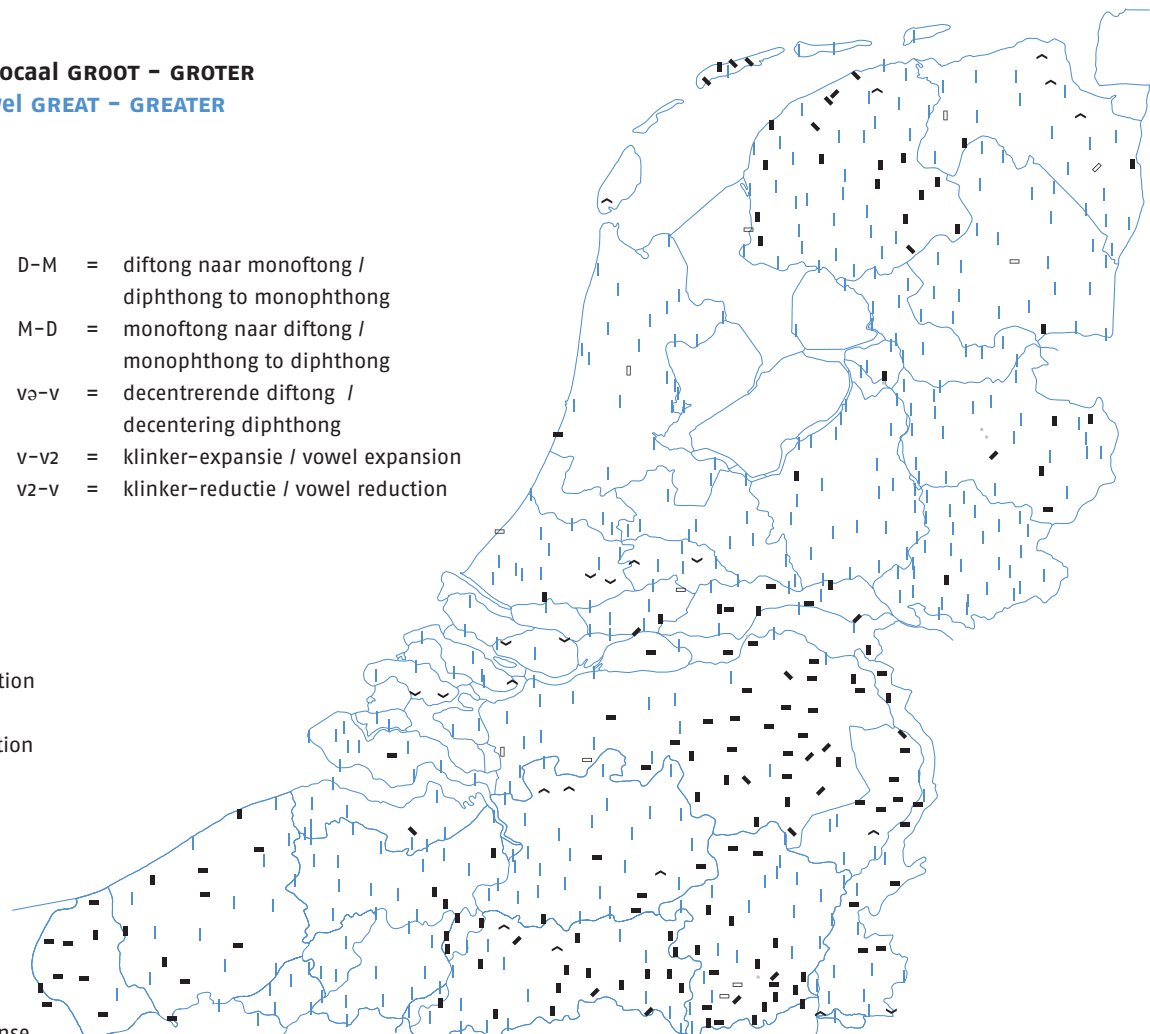 ocaal GROOT – GROTER
el GREAT – GREATER
D–M = diftong naar monoftong /
diphthong to monophthong
M–D = monoftong naar diftong /
monophthong to diphthong
və–v = decentrerende diftong /
decentering diphthong
v–v2 = klinker-expansie / vowel expansion
v2–v = klinker-reductie / vowel reduction
tion
tion
nse